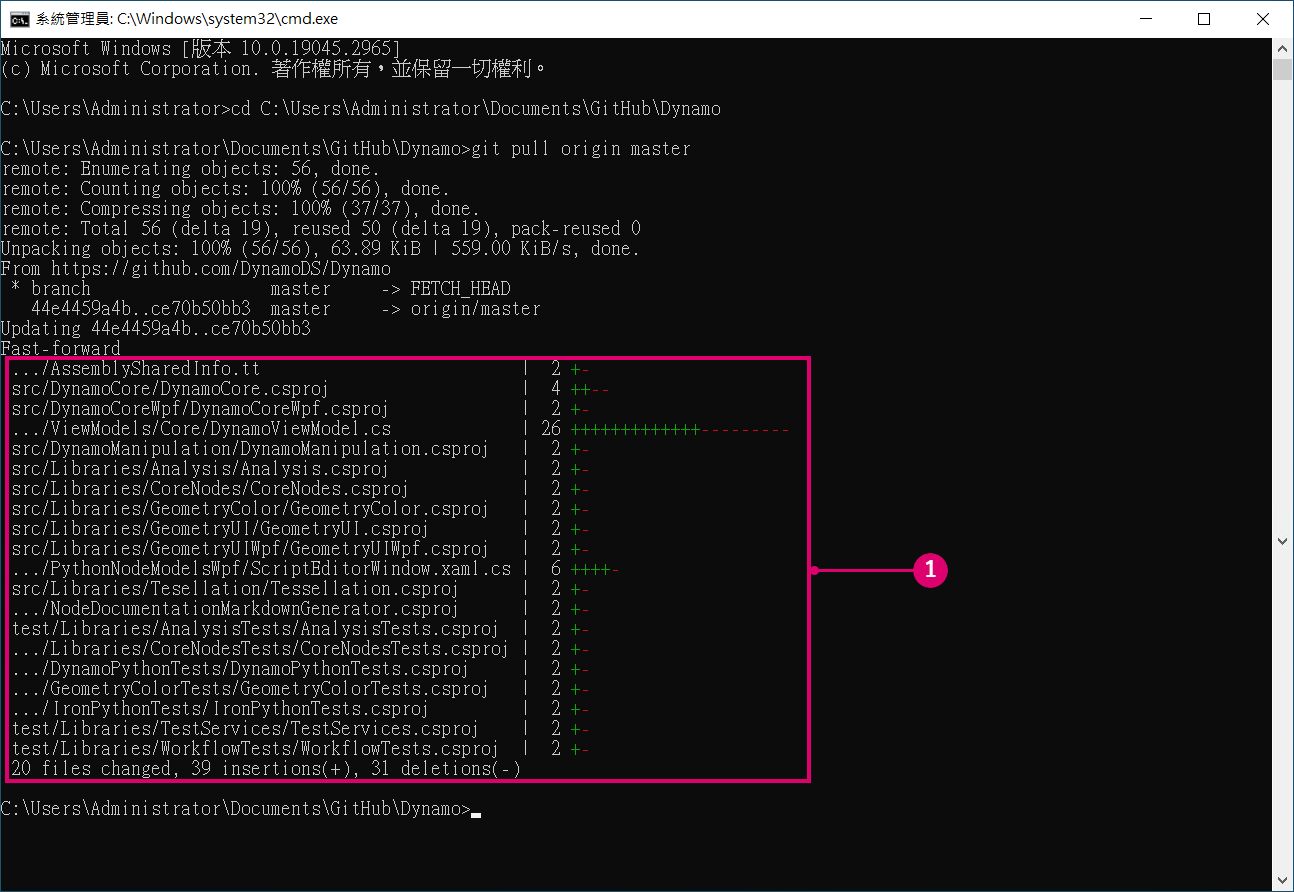 系統管理員: C:\Windows\system32\cmd.exe
Microsoft Windows [版本 10.0.19045.2965]
(c) Microsoft Corporation. 著作權所有，並保留一切權利。
C:\Users\Administrator>cd C:\Users\Administrator\Documents\GitHub\Dynamo
C:\Users\Administrator\Documents\GitHub\Dynamo>git pull origin master
remote: Enumerating objects: 56, done.
remote: Counting objects: 100% (56/56), done.
remote: Compressing objects: 100% (37/37), done.
remote: Total 56 (delta 19), reused 50 (delta 19), pack-reused 0
Unpacking objects: 100% (56/56), 63.89 KiB | 559.00 KiB/s, done.
From https://github.com/DynamoDS/Dynamo
 * branch                  master     -> FETCH_HEAD
   44e4459a4b..ce70b50bb3  master     -> origin/master
Updating 44e4459a4b..ce70b50bb3
Fast-forward
 .../AssemblySharedInfo.tt                          |  2 +-
 src/DynamoCore/DynamoCore.csproj                   |  4 ++--
 src/DynamoCoreWpf/DynamoCoreWpf.csproj             |  2 +-
 .../ViewModels/Core/DynamoViewModel.cs             | 26 +++++++++++++---------
 src/DynamoManipulation/DynamoManipulation.csproj   |  2 +-
 src/Libraries/Analysis/Analysis.csproj             |  2 +-
 src/Libraries/CoreNodes/CoreNodes.csproj           |  2 +-
 src/Libraries/GeometryColor/GeometryColor.csproj   |  2 +-
 src/Libraries/GeometryUI/GeometryUI.csproj         |  2 +-
 src/Libraries/GeometryUIWpf/GeometryUIWpf.csproj   |  2 +-
 .../PythonNodeModelsWpf/ScriptEditorWindow.xaml.cs |  6 ++++-
 src/Libraries/Tesellation/Tessellation.csproj      |  2 +-
 .../NodeDocumentationMarkdownGenerator.csproj      |  2 +-
 test/Libraries/AnalysisTests/AnalysisTests.csproj  |  2 +-
 .../Libraries/CoreNodesTests/CoreNodesTests.csproj |  2 +-
 .../DynamoPythonTests/DynamoPythonTests.csproj     |  2 +-
 .../GeometryColorTests/GeometryColorTests.csproj   |  2 +-
 .../IronPythonTests/IronPythonTests.csproj         |  2 +-
 test/Libraries/TestServices/TestServices.csproj    |  2 +-
 test/Libraries/WorkflowTests/WorkflowTests.csproj  |  2 +-
 20 files changed, 39 insertions(+), 31 deletions(-)
1
C:\Users\Administrator\Documents\GitHub\Dynamo>